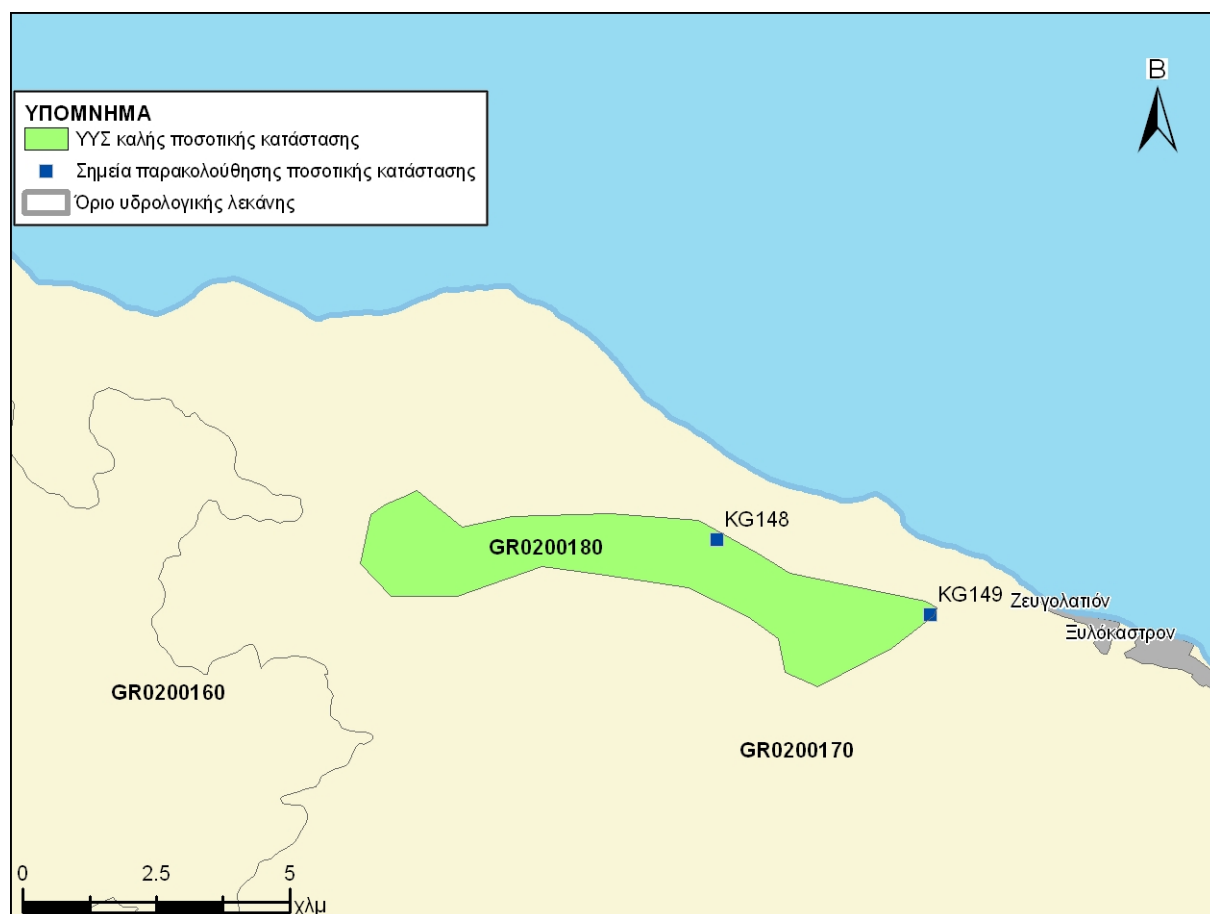 Β
ΥΠΟΜΝΗΜΑ
ΥΥΣ καλής ποσοτικής κατάστασης
Σημεία παρακολούθησης ποσοτικής κατάστασης
Όριο υδρολογικής λεκάνης
KG148
GR0200180
KG149
Ζευγολατιόν
Ξυλόκαστρον
GR0200160
GR0200170
0 2.5 5
χλμ